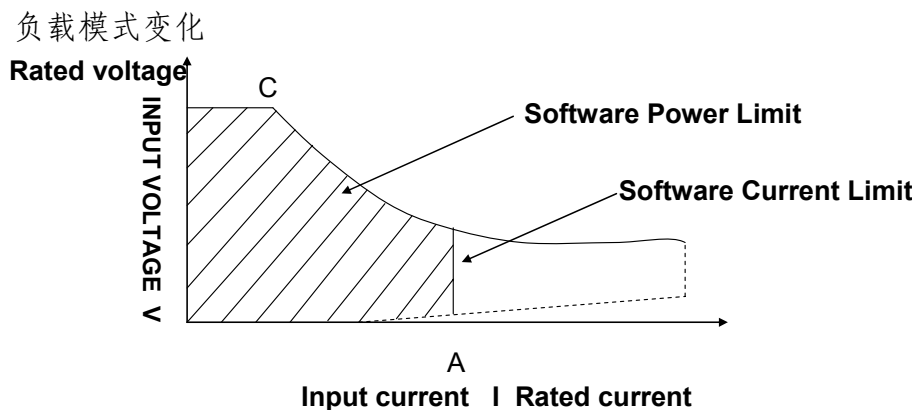 负载模式变化
Rated voltage
C
INPUT VOLTAGE V
Software Power Limit
Software Current Limit
A
Input current I Rated current